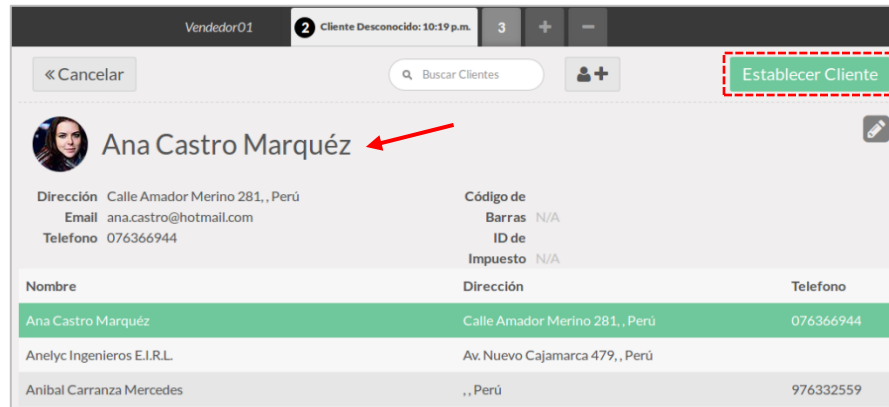 Vendedor01 2 Cliente Desconocido: 10:19 p.m. 3 + −
« Cancelar Buscar Clientes + Establecer Cliente
Ana Castro Marquéz
Dirección Calle Amador Merino 281, , Perú Código de
Email ana.castro@hotmail.com Barras N/A
Telefono 076366944 ID de
Impuesto N/A
Nombre Dirección Telefono
Ana Castro Marquéz Calle Amador Merino 281, , Perú 076366944
Anelyc Ingenieros E.I.R.L. Av. Nuevo Cajamarca 479, , Perú
Anibal Carranza Mercedes , , Perú 976332559